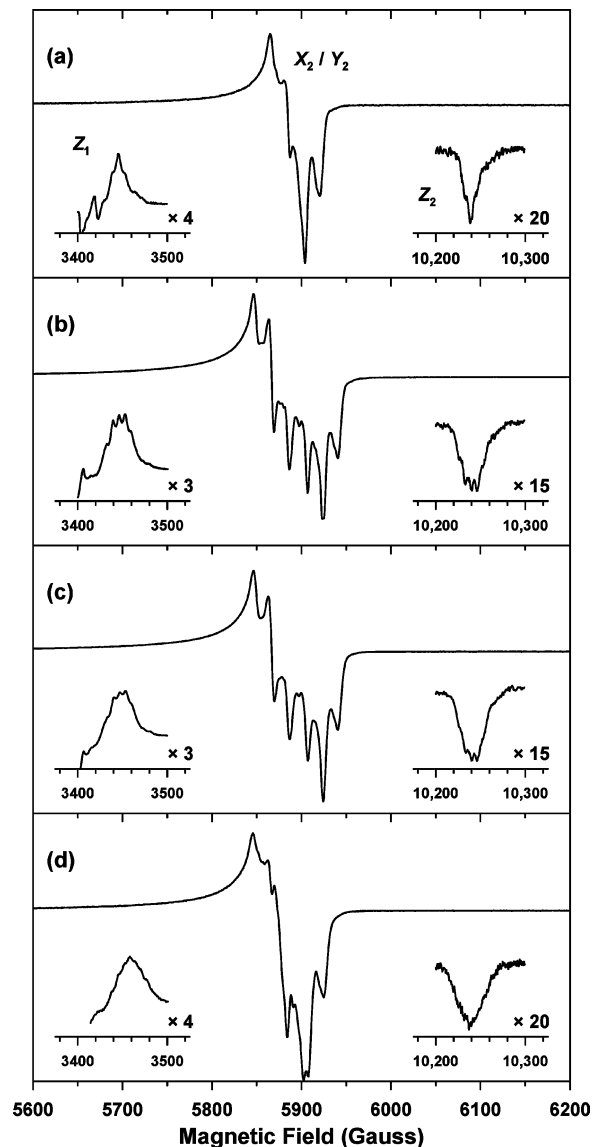 (a)
X2 / Y2
Z1
× 4
3400 3500
Z2
× 20
10,200 10,300
(b)
× 3
3400 3500
× 15
10,200 10,300
(c)
× 3
3400 3500
× 15
10,200 10,300
(d)
× 4
3400 3500
× 20
10,200 10,300
5600 5700 5800 5900 6000 6100 6200
Magnetic Field (Gauss)